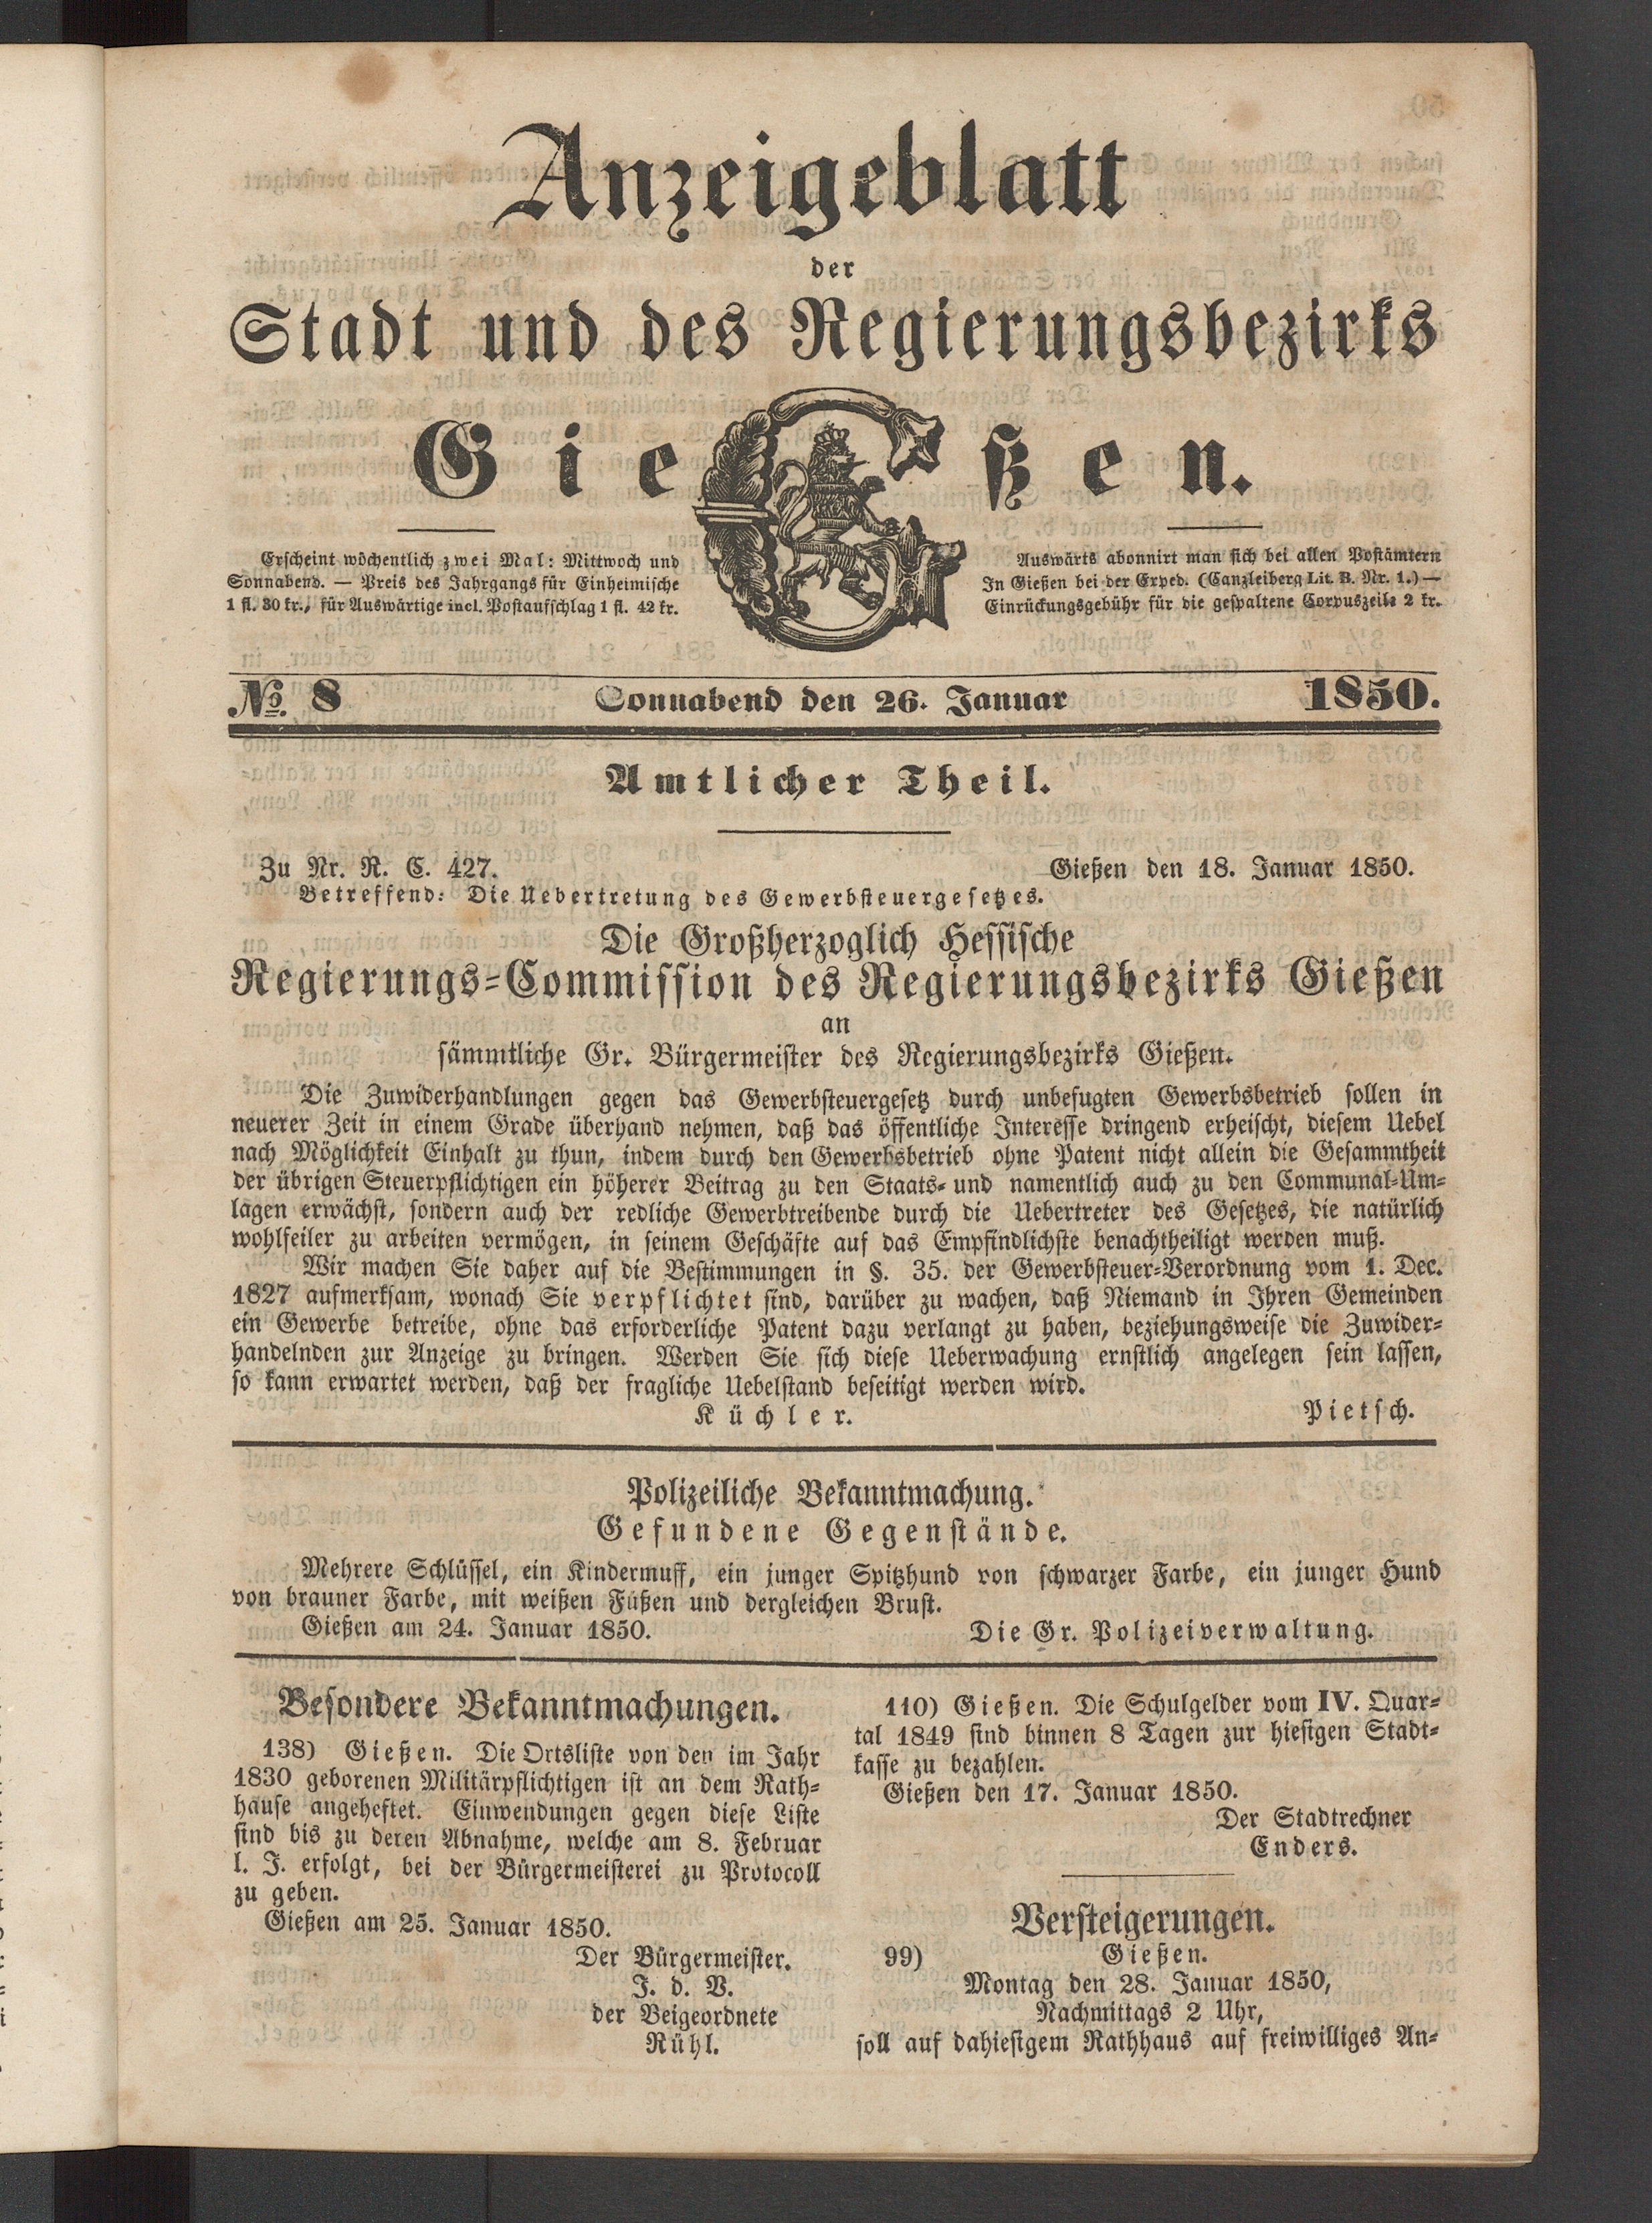 Anzeigeblatt
der
Stadt und des Regierungsbezirks
Gießen.
Erscheint wöchentlich zwei Mal: Mittwoch und
Sonnabend. — Preis des Jahrgangs für Einheimische
1 fl. 30 kr., für Auswärtige incl. Postaufschlag 1 fl. 42 kr.
Auswärts abonnirt man sich bei allen Postämtern
In Gießen bei der Exped. (Canzleiberg Lit. B. Nr. 1.) —
Einrückungsgebühr für die gespaltene Corpuszeile 2 kr.
№ 8 Sonnabend den 26. Januar 1850.
Amtlicher Theil.
Zu Nr. R. C. 427. Gießen den 18. Januar 1850.
Betreffend: Die Uebertretung des Gewerbsteuergesetzes.
Die Großherzoglich Hessische
Regierungs-Commission des Regierungsbezirks Gießen
an
sämmtliche Gr. Bürgermeister des Regierungsbezirks Gießen.
Die Zuwiderhandlungen gegen das Gewerbsteuergesetz durch unbefugten Gewerbsbetrieb sollen in
neuerer Zeit in einem Grade überhand nehmen, daß das öffentliche Interesse dringend erheischt, diesem Uebel
nach Möglichkeit Einhalt zu thun, indem durch den Gewerbsbetrieb ohne Patent nicht allein die Gesammtheit
der übrigen Steuerpflichtigen ein höherer Beitrag zu den Staats- und namentlich auch zu den Communal-Um-
lagen erwächst, sondern auch der redliche Gewerbtreibende durch die Uebertreter des Gesetzes, die natürlich
wohlfeiler zu arbeiten vermögen, in seinem Geschäfte auf das Empfindlichste benachtheiligt werden muß.
Wir machen Sie daher auf die Bestimmungen in §. 35. der Gewerbsteuer-Verordnung vom 1. Dec.
1827 aufmerksam, wonach Sie verpflichtet sind, darüber zu wachen, daß Niemand in Ihren Gemeinden
ein Gewerbe betreibe, ohne das erforderliche Patent dazu verlangt zu haben, beziehungsweise die Zuwider-
handelnden zur Anzeige zu bringen. Werden Sie sich diese Ueberwachung ernstlich angelegen sein lassen,
so kann erwartet werden, daß der fragliche Uebelstand beseitigt werden wird.
Küchler. Pietsch.
Polizeiliche Bekanntmachung.
Gefundene Gegenstände.
Mehrere Schlüssel, ein Kindermuff, ein junger Spitzhund von schwarzer Farbe, ein junger Hund
von brauner Farbe, mit weißen Füßen und dergleichen Brust.
Gießen am 24. Januar 1850. Die Gr. Polizeiverwaltung.
Besondere Bekanntmachungen.
138) Gießen. Die Ortsliste von den im Jahr
1830 geborenen Militärpflichtigen ist an dem Rath-
hause angeheftet. Einwendungen gegen diese Liste
sind bis zu deren Abnahme, welche am 8. Februar
l. J. erfolgt, bei der Bürgermeisterei zu Protocoll
zu geben.
Gießen am 25. Januar 1850.
Der Bürgermeister.
J. d. V.
der Beigeordnete
Rühl.
110) Gießen. Die Schulgelder vom IV. Quar-
tal 1849 sind binnen 8 Tagen zur hiesigen Stadt-
kasse zu bezahlen.
Gießen den 17. Januar 1850.
Der Stadtrechner
Enders.
Versteigerungen.
99) Gießen.
Montag den 28. Januar 1850,
Nachmittags 2 Uhr,
soll auf dahiesigem Rathhaus auf freiwilliges An-